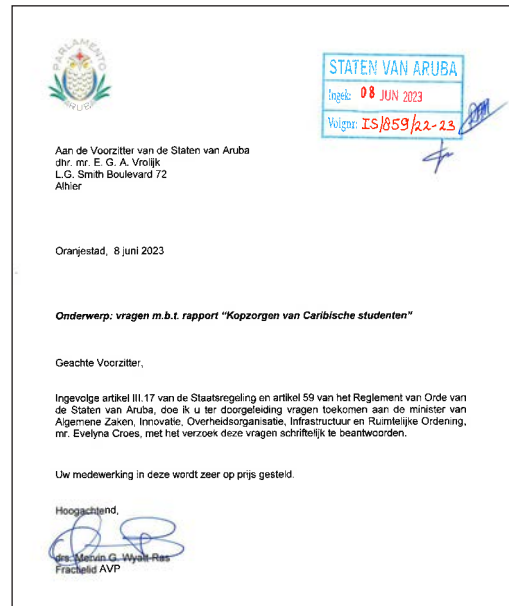 PARLAMENTO
ARUBA
STATEN VAN ARUBA
Ingek: 08 JUN 2023
Volgnr: IS/859/22-23
Aan de Voorzitter van de Staten van Aruba
dhr. mr. E. G. A. Vrolijk
L.G. Smith Boulevard 72
Alhier
Oranjestad, 8 juni 2023
Onderwerp: vragen m.b.t. rapport “Kopzorgen van Caribische studenten”
Geachte Voorzitter,
Ingevolge artikel III.17 van de Staatsregeling en artikel 59 van het Reglement van Orde van
de Staten van Aruba, doe ik u ter doorgeleiding vragen toekomen aan de minister van
Algemene Zaken, Innovatie, Overheidsorganisatie, Infrastructuur en Ruimtelijke Ordening,
mr. Evelyna Croes, met het verzoek deze vragen schriftelijk te beantwoorden.
Uw medewerking in deze wordt zeer op prijs gesteld.
Hoogachtend,
drs. Mervin G. Wyatt-Ras
Fractielid AVP